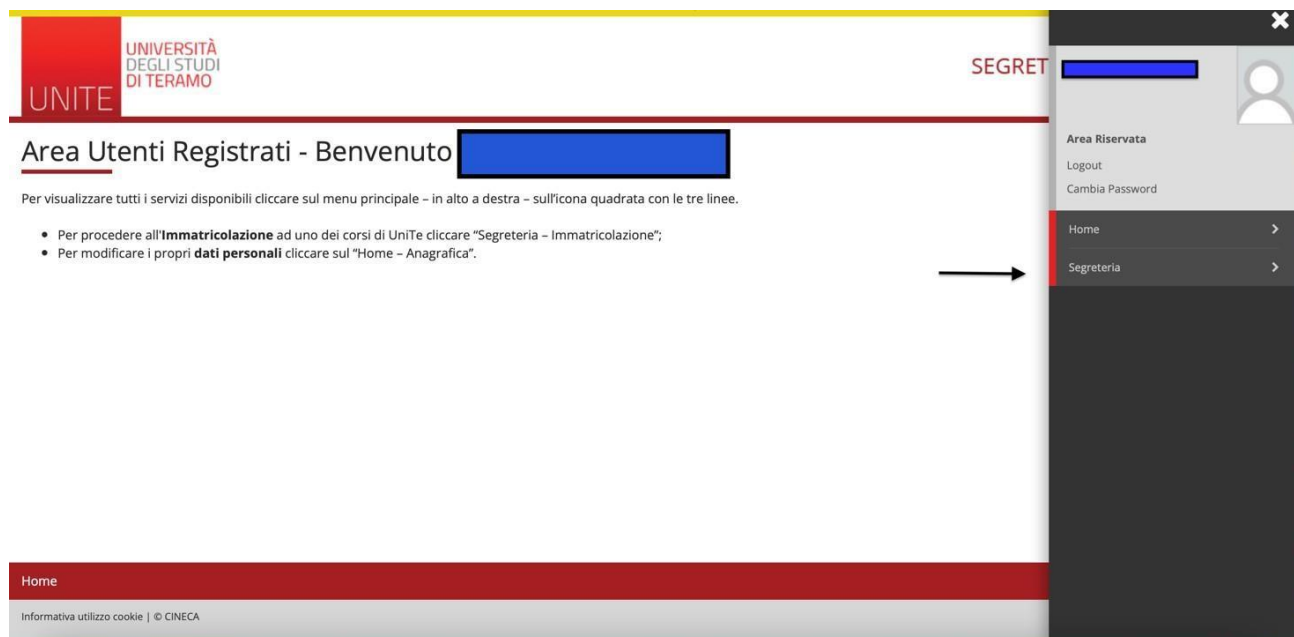 UNITE
UNIVERSITÀ
DEGLI STUDI
DI TERAMO
SEGRET
Area Utenti Registrati - Benvenuto
Per visualizzare tutti i servizi disponibili cliccare sul menu principale – in alto a destra – sull'icona quadrata con le tre linee.
• Per procedere all'Immatricolazione ad uno dei corsi di UniTe cliccare “Segreteria – Immatricolazione”;
• Per modificare i propri dati personali cliccare sul “Home – Anagrafica”.
Area Riservata
Logout
Cambia Password
Home
Segreteria
Home
Informativa utilizzo cookie | © CINECA